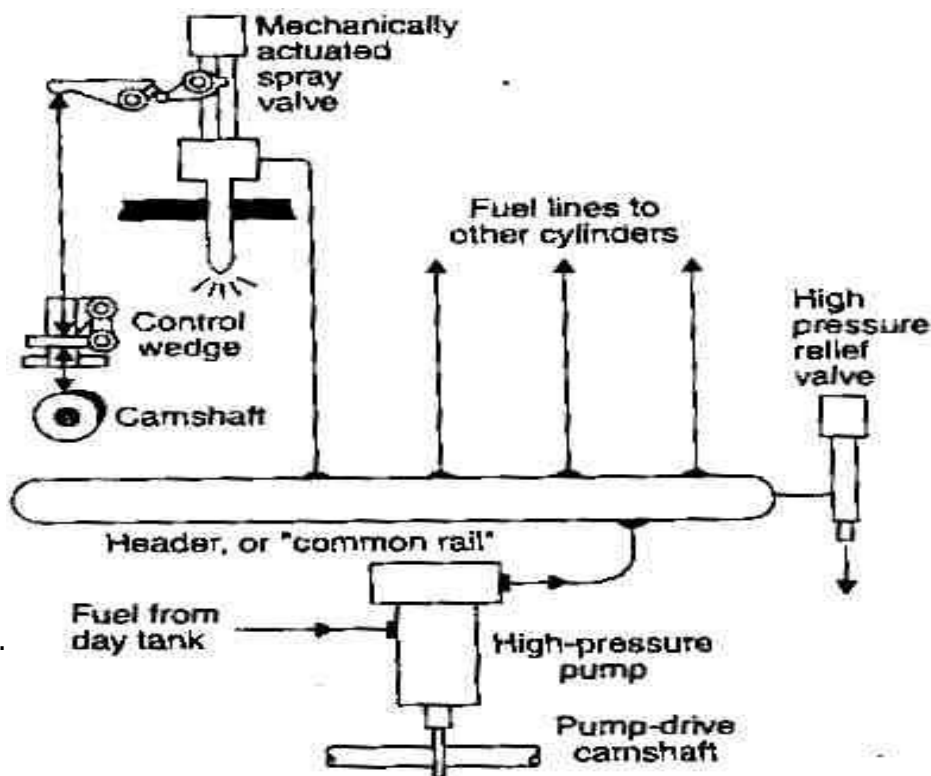 Mechanically
actuated
spray
valve
Fuel lines to
other cylinders
High
pressure
relief
valve
Control
wedge
Camshaft
Header, or "common rail"
Fuel from
day tank
High-pressure
pump
Pump-drive
camshaft